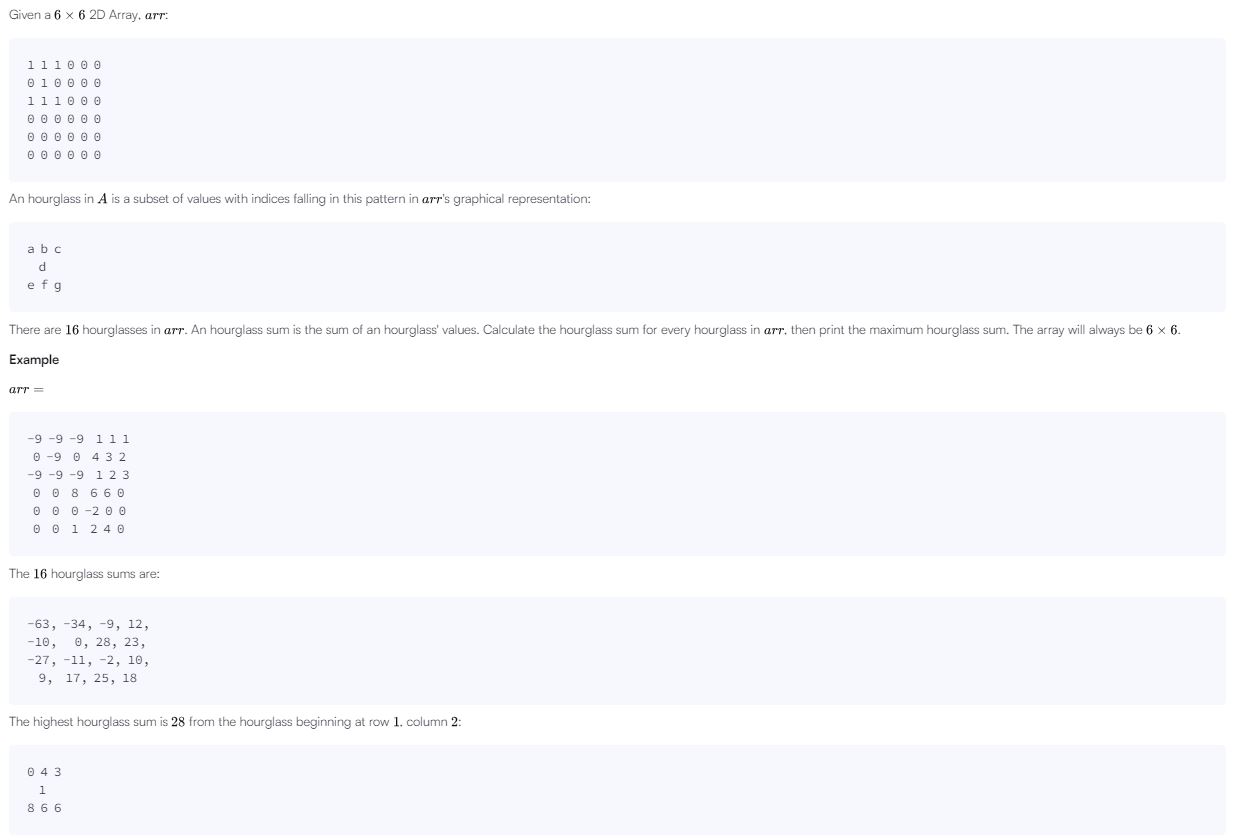 Given a 6 × 6 2D Array, arr:
1 1 1 0 0 0
0 1 0 0 0 0
1 1 1 0 0 0
0 0 0 0 0 0
0 0 0 0 0 0
0 0 0 0 0 0
An hourglass in A is a subset of values with indices falling in this pattern in arr's graphical representation:
a b c
  d
e f g
There are 16 hourglasses in arr. An hourglass sum is the sum of an hourglass' values. Calculate the hourglass sum for every hourglass in arr, then print the maximum hourglass sum. The array will always be 6 × 6.
Example
arr =
-9 -9 -9  1 1 1
 0 -9  0  4 3 2
-9 -9 -9  1 2 3
 0  0  8  6 6 0
 0  0  0 -2 0 0
 0  0  1  2 4 0
The 16 hourglass sums are:
-63, -34, -9, 12,
-10,   0, 28, 23,
-27, -11, -2, 10,
  9,  17, 25, 18
The highest hourglass sum is 28 from the hourglass beginning at row 1, column 2:
0 4 3
  1
8 6 6